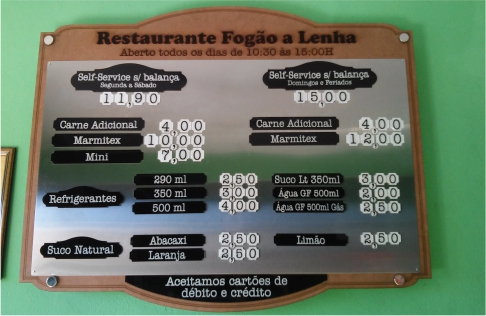 Restaurante Fogão a Lenha
Aberto todos os dias de 10:30 às 15:00H
Self-Service s/ balança
Segunda a Sábado
11,90
Self-Service s/ balança
Domingos e Feriados
15,00
Carne Adicional 4,00
Marmitex 10,00
Mini 7,00
Carne Adicional 4,00
Marmitex 12,00
Refrigerantes
290 ml 2,50
350 ml 3,00
500 ml 4,00
Suco Lt 350ml 3,00
Água GF 500ml 2,00
Água GF 500ml Gás 2,50
Suco Natural
Abacaxi 2,50
Laranja 2,50
Limão 2,50
Aceitamos cartões de
débito e crédito